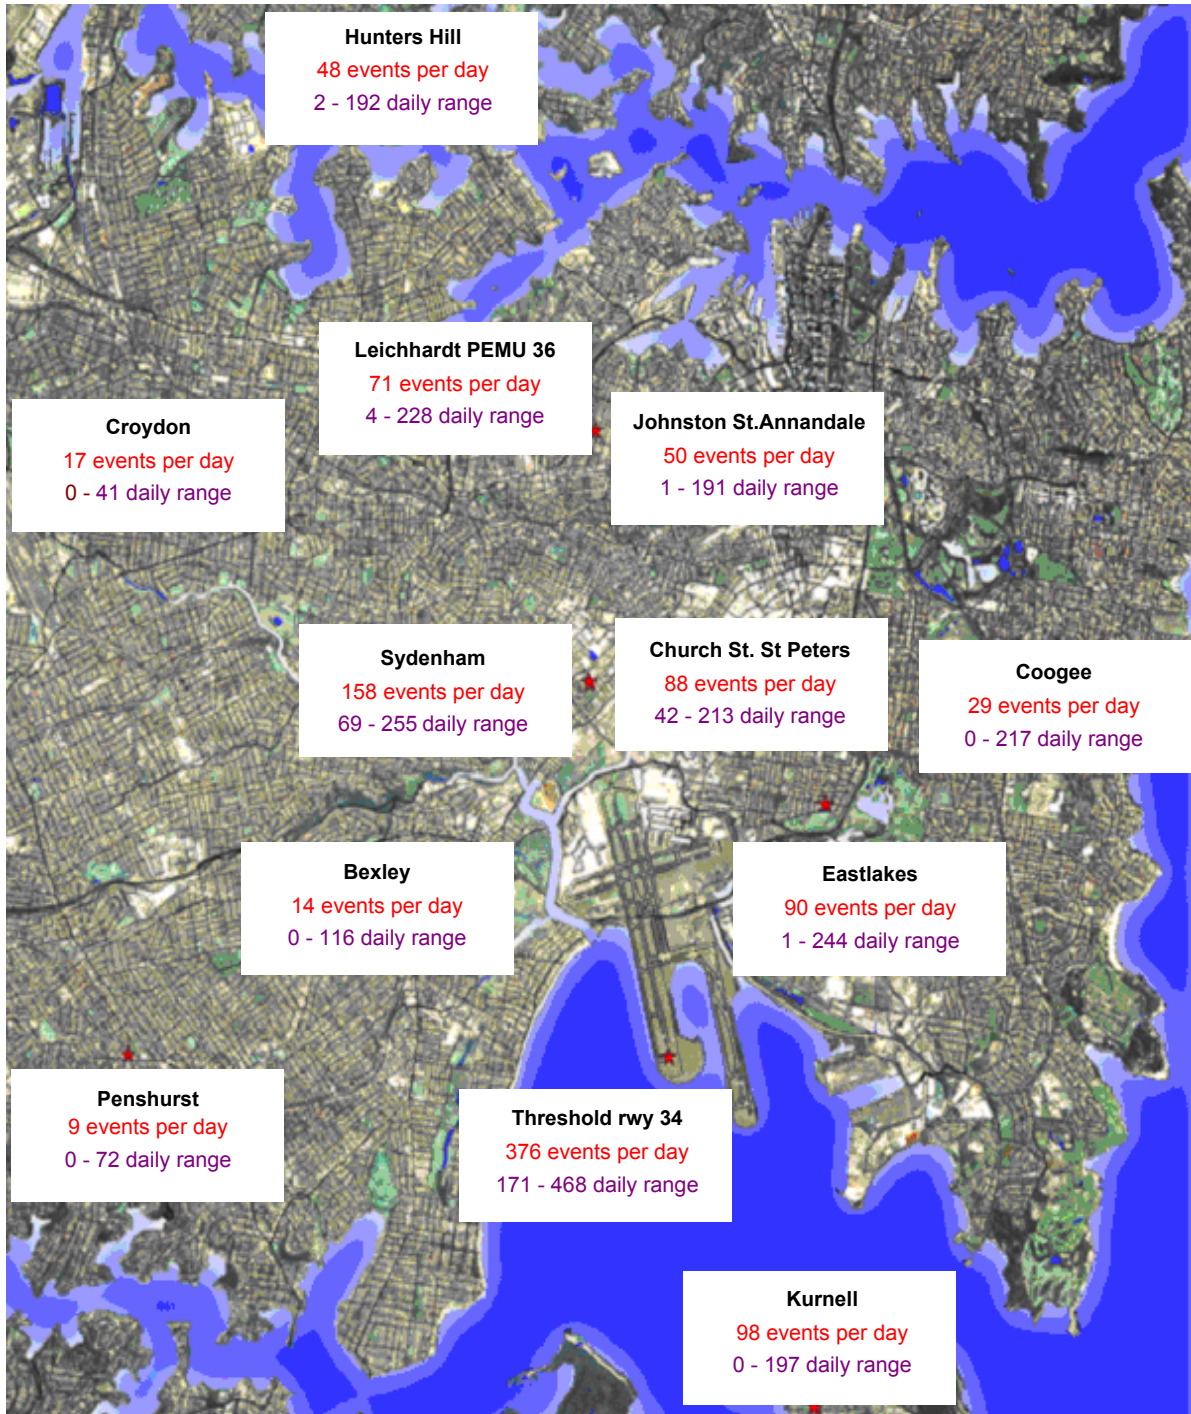 Hunters Hill
48 events per day
2 - 192 daily range
Leichhardt PEMU 36
71 events per day
4 - 228 daily range
Johnston St.Annandale
50 events per day
1 - 191 daily range
Croydon
17 events per day
0 - 41 daily range
Sydenham
158 events per day
69 - 255 daily range
Church St. St Peters
88 events per day
42 - 213 daily range
Coogee
29 events per day
0 - 217 daily range
Bexley
14 events per day
0 - 116 daily range
Eastlakes
90 events per day
1 - 244 daily range
Penshurst
9 events per day
0 - 72 daily range
Threshold rwy 34
376 events per day
171 - 468 daily range
Kurnell
98 events per day
0 - 197 daily range